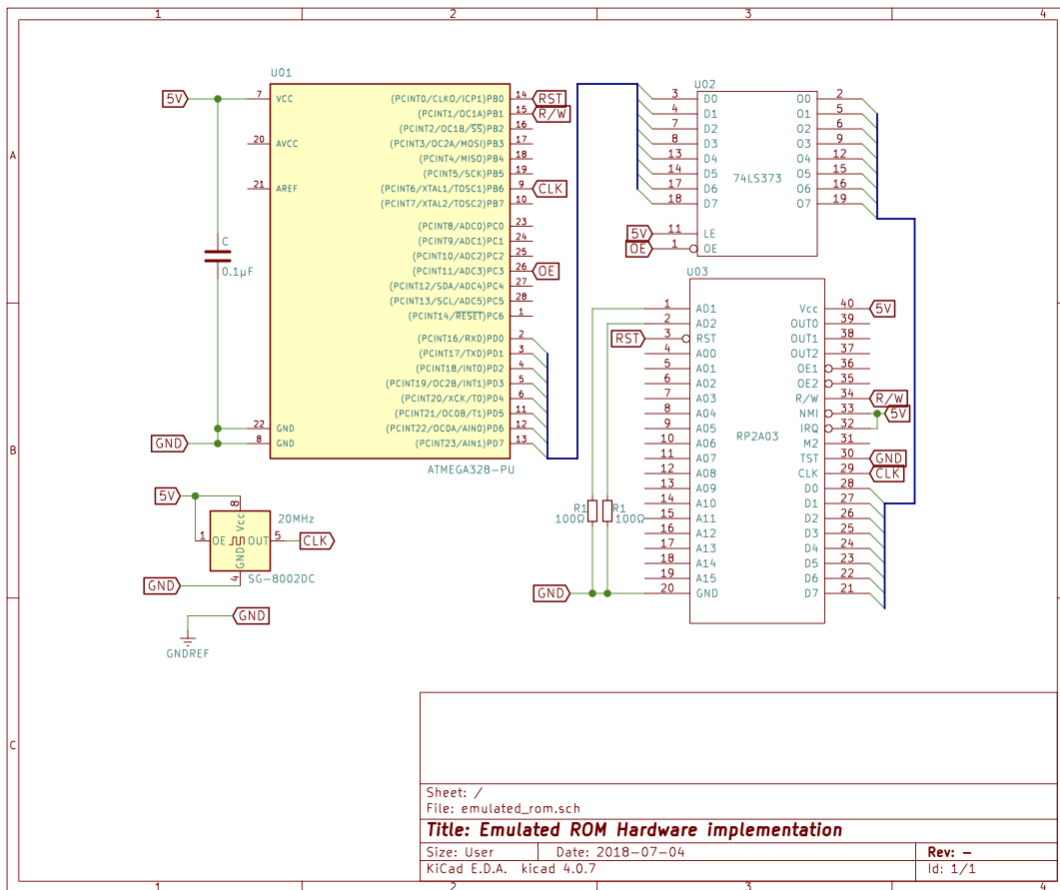 1 2 3 4
A
B
C
U01
5V
7 VCC
20 AVCC
21 AREF
22 GND
8 GND
GND
C
0.1µF
(PCINT0/CLKO/ICP1)PB0 14 RST
(PCINT1/OC1A)PB1 15 R/W
(PCINT2/OC1B/SS)PB2 16
(PCINT3/OC2A/MOSI)PB3 17
(PCINT4/MISO)PB4 18
(PCINT5/SCK)PB5 19
(PCINT6/XTAL1/TOSC1)PB6 9 CLK
(PCINT7/XTAL2/TOSC2)PB7 10
(PCINT8/ADC0)PC0 23
(PCINT9/ADC1)PC1 24
(PCINT10/ADC2)PC2 25
(PCINT11/ADC3)PC3 26 OE
(PCINT12/SDA/ADC4)PC4 27
(PCINT13/SCL/ADC5)PC5 28
(PCINT14/RESET)PC6 1
(PCINT16/RXD)PD0 2
(PCINT17/TXD)PD1 3
(PCINT18/INT0)PD2 4
(PCINT19/OC2B/INT1)PD3 5
(PCINT20/XCK/T0)PD4 6
(PCINT21/OC0B/T1)PD5 11
(PCINT22/OC0A/AIN0)PD6 12
(PCINT23/AIN1)PD7 13
ATMEGA328-PU
U02
3 D0 O0 2
4 D1 O1 5
7 D2 O2 6
8 D3 O3 9
13 D4 O4 12
14 D5 O5 15
17 D6 O6 16
18 D7 O7 19
74LS373
5V 11 LE
OE 1 OE
U03
1 AD1 Vcc 40 5V
2 AD2 OUT0 39
RST 3 RST OUT1 38
4 A00 OUT2 37
5 A01 OE1 36
6 A02 OE2 35
7 A03 R/W 34 R/W
8 A04 NMI 33 5V
9 A05 IRQ 32
10 A06 M2 31
11 A07 TST 30 GND
12 A08 CLK 29 CLK
13 A09 D0 28
14 A10 D1 27
15 A11 D2 26
16 A12 D3 25
17 A13 D4 24
18 A14 D5 23
19 A15 D6 22
GND 20 GND D7 21
RP2A03
R1 R1
100Ω 100Ω
5V
8
20MHz
Vcc
1 OE OUT 5 CLK
GND
4
SG-8002DC
GND
GND
GNDREF
Sheet: /
File: emulated_rom.sch
Title: Emulated ROM Hardware implementation
Size: User Date: 2018-07-04 Rev: -
KiCad E.D.A. kicad 4.0.7 Id: 1/1
1 2 3 4